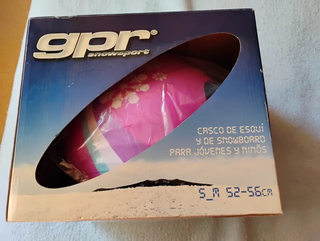 gpr®
snowsport
CASCO DE ESQUÍ
Y DE SNOWBOARD
PARA JÓVENES Y NIÑOS
S_M 52-56CM